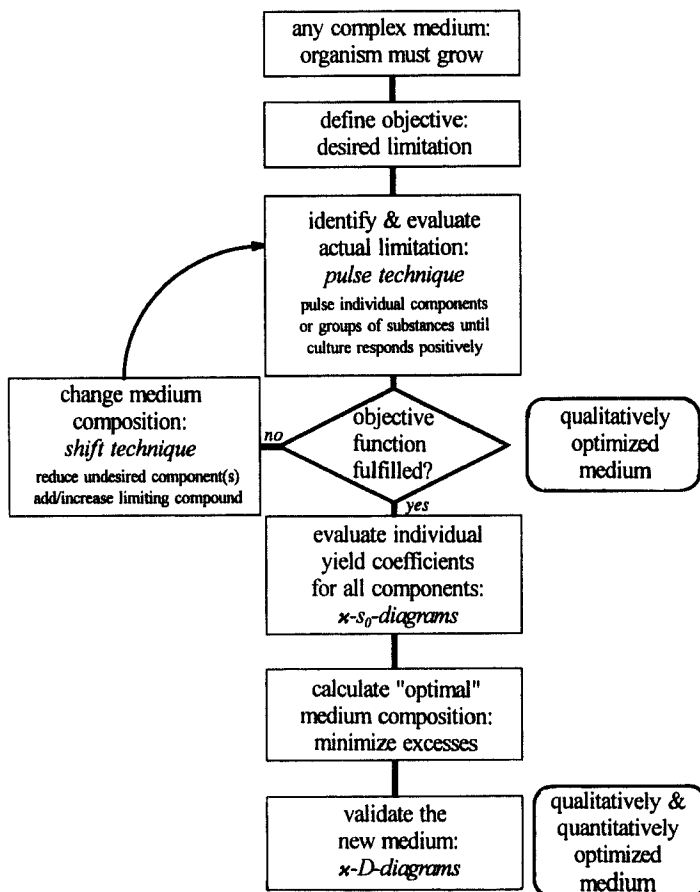 any complex medium:
organism must grow
define objective:
desired limitation
identify & evaluate
actual limitation:
pulse technique
pulse individual components
or groups of substances until
culture responds positively
change medium
composition:
shift technique
reduce undesired component(s)
add/increase limiting compound
no
objective
function
fulfilled?
qualitatively
optimized
medium
yes
evaluate individual
yield coefficients
for all components:
x-s₀-diagrams
calculate "optimal"
medium composition:
minimize excesses
validate the
new medium:
x-D-diagrams
qualitatively &
quantitatively
optimized
medium